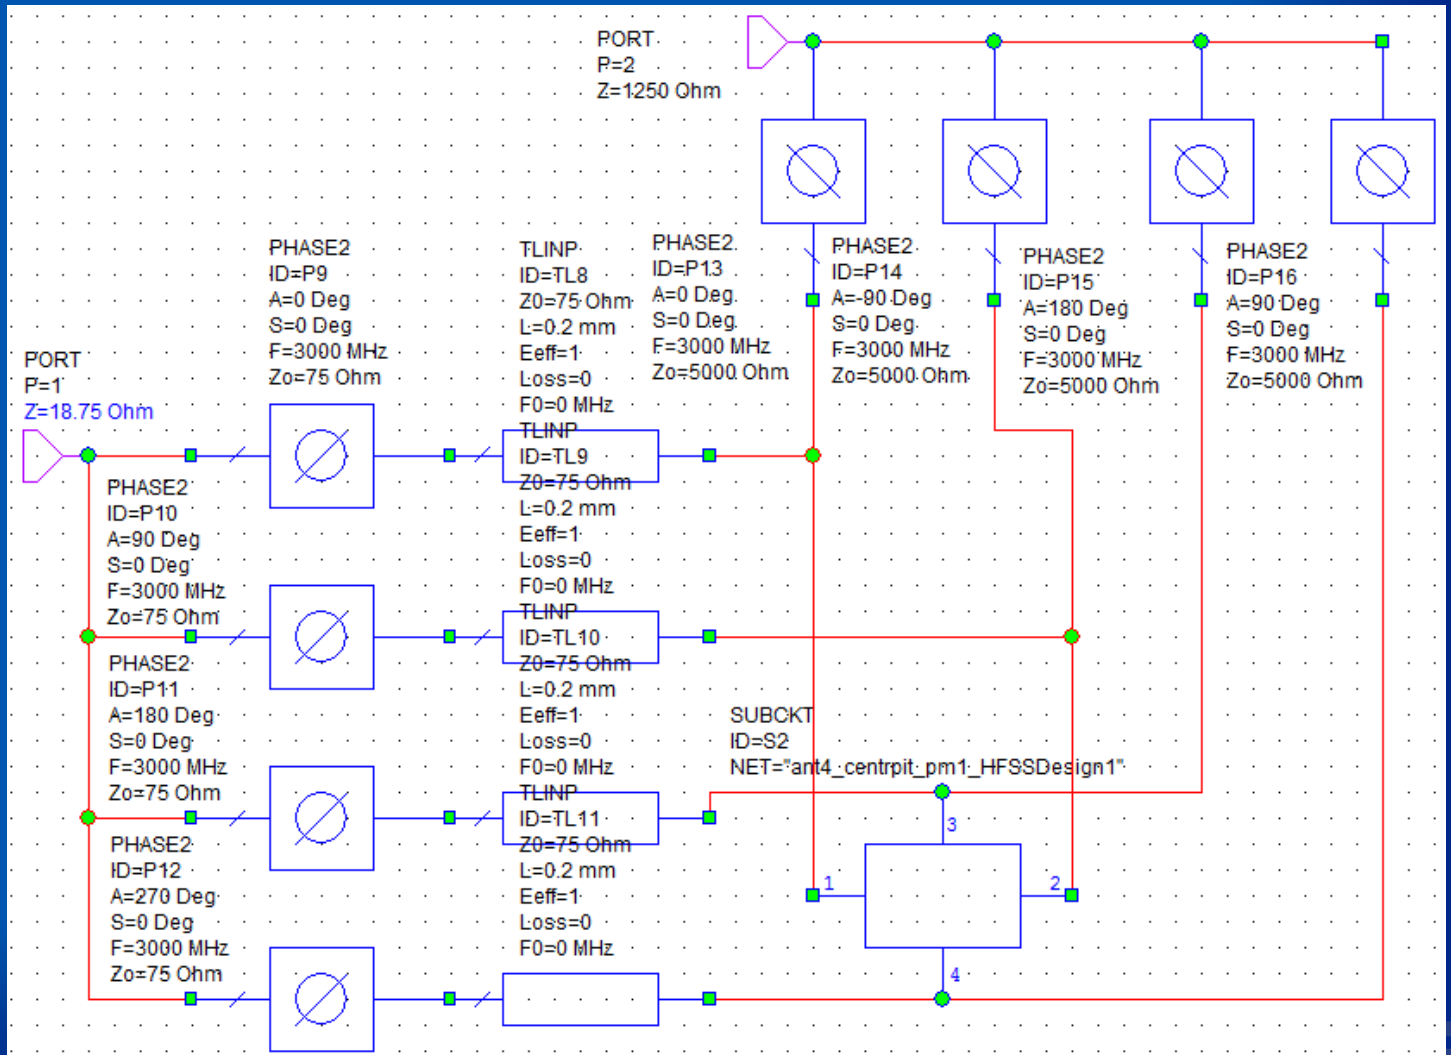 PORT
P=2
Z=1250 Ohm
PHASE2
ID=P9
A=0 Deg
S=0 Deg
F=3000 MHz
Zo=75 Ohm
TLINP
ID=TL8
Z0=75 Ohm
L=0.2 mm
Eeff=1
Loss=0
F0=0 MHz
PHASE2
ID=P13
A=0 Deg
S=0 Deg
F=3000 MHz
Zo=5000 Ohm
PHASE2
ID=P14
A=-90 Deg
S=0 Deg
F=3000 MHz
Zo=5000 Ohm
PHASE2
ID=P15
A=180 Deg
S=0 Deg
F=3000 MHz
Zo=5000 Ohm
PHASE2
ID=P16
A=90 Deg
S=0 Deg
F=3000 MHz
Zo=5000 Ohm
PORT
P=1
Z=18.75 Ohm
TLINP
ID=TL9
Z0=75 Ohm
L=0.2 mm
Eeff=1
Loss=0
F0=0 MHz
PHASE2
ID=P10
A=90 Deg
S=0 Deg
F=3000 MHz
Zo=75 Ohm
TLINP
ID=TL10
Z0=75 Ohm
L=0.2 mm
Eeff=1
Loss=0
F0=0 MHz
PHASE2
ID=P11
A=180 Deg
S=0 Deg
F=3000 MHz
Zo=75 Ohm
SUBCKT
ID=S2
NET="ant4_centrpit_pm1_HFSSDesign1"
TLINP
ID=TL11
Z0=75 Ohm
L=0.2 mm
Eeff=1
Loss=0
F0=0 MHz
PHASE2
ID=P12
A=270 Deg
S=0 Deg
F=3000 MHz
Zo=75 Ohm
3
1
2
4